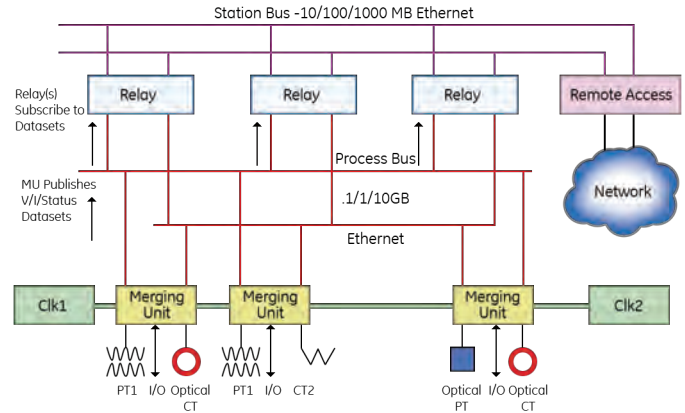 Station Bus -10/100/1000 MB Ethernet
Relay(s)
Subscribe to
Datasets
Relay
Relay
Relay
Remote Access
Process Bus
MU Publishes
V/I/Status
Datasets
.1/1/10GB
Network
Ethernet
Clk1
Merging
Unit
Merging
Unit
Merging
Unit
Clk2
PT1 I/O Optical
CT
PT1 I/O CT2
Optical
PT
I/O Optical
CT